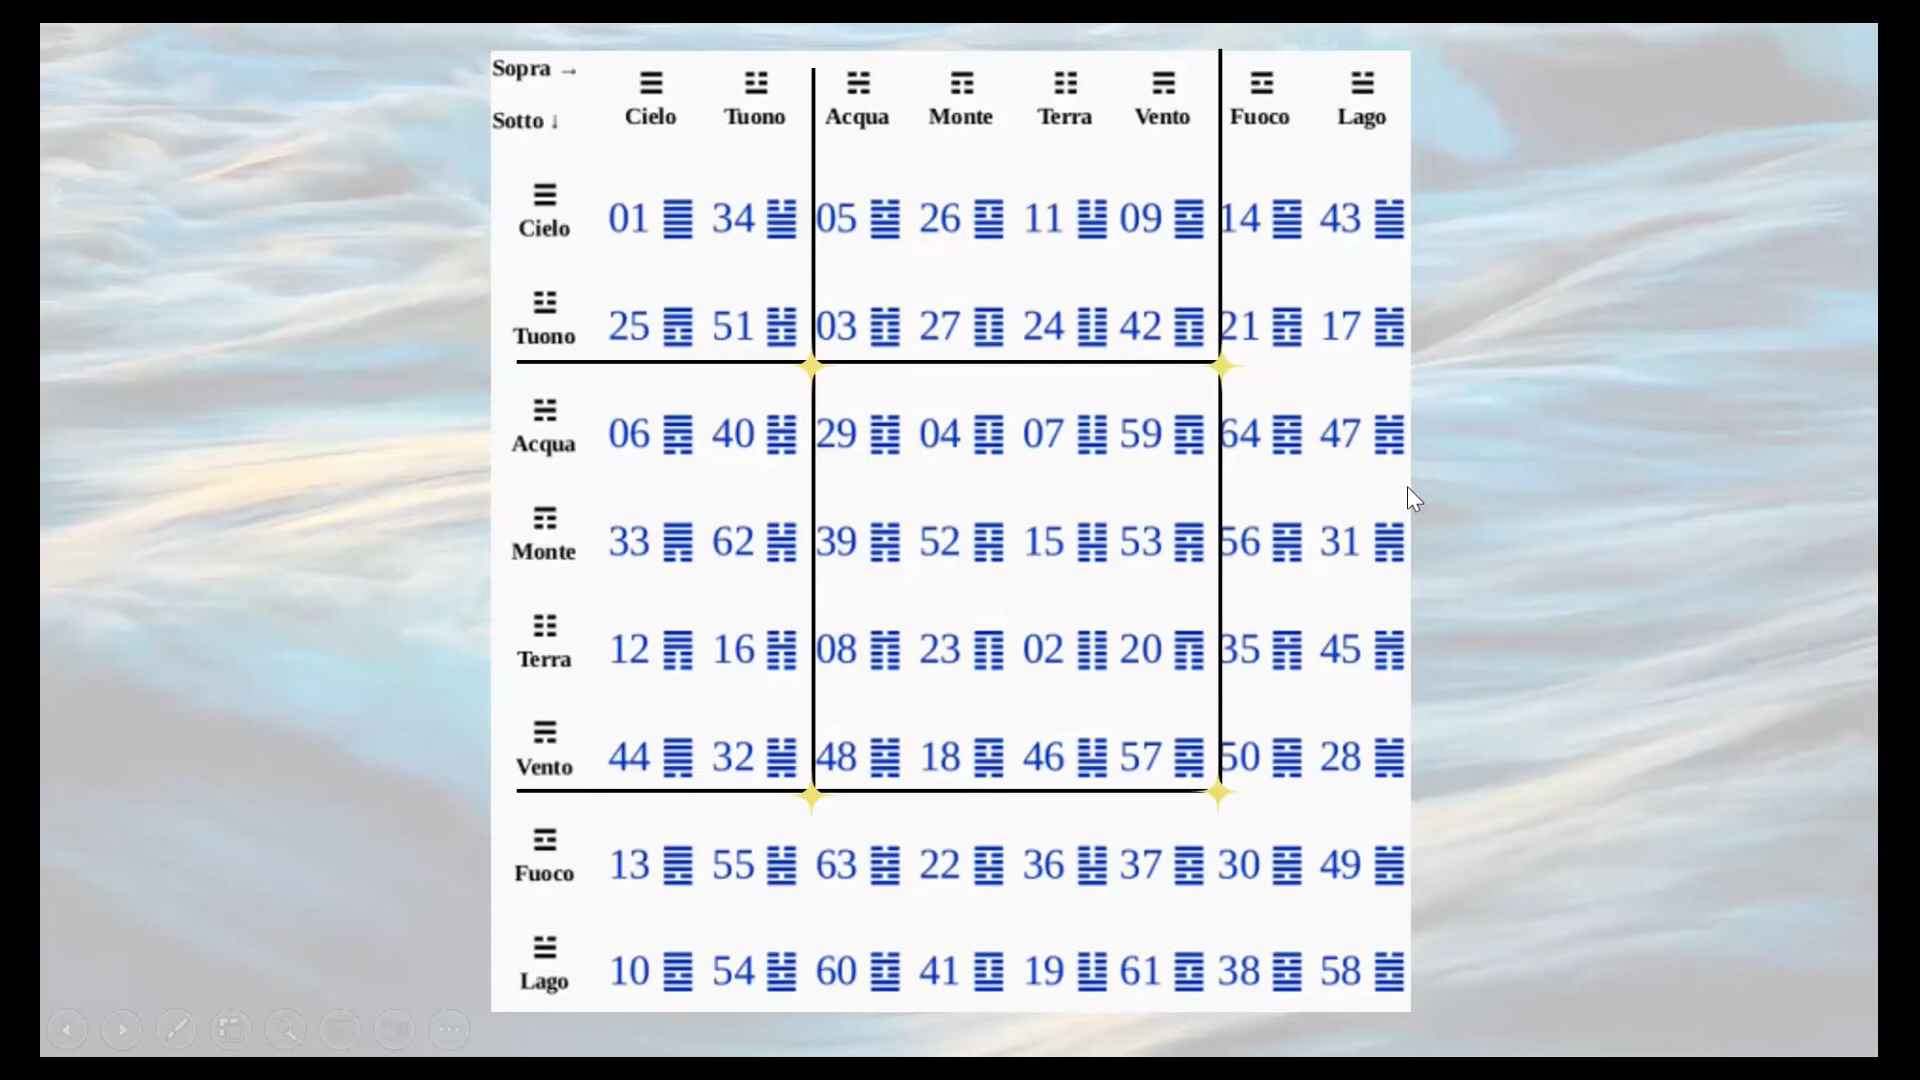 Sopra →
Sotto ↓
☰ ☳ ☵ ☶ ☷ ☴ ☲ ☱
Cielo Tuono Acqua Monte Terra Vento Fuoco Lago
☰ Cielo
01 ䷀ 34 ䷡ 05 ䷄ 26 ䷙ 11 ䷊ 09 ䷈ 14 ䷍ 43 ䷪
☳ Tuono
25 ䷘ 51 ䷲ 03 ䷂ 27 ䷚ 24 ䷗ 42 ䷩ 21 ䷔ 17 ䷐
☵ Acqua
06 ䷅ 40 ䷧ 29 ䷜ 04 ䷃ 07 ䷆ 59 ䷺ 64 ䷿ 47 ䷮
☶ Monte
33 ䷠ 62 ䷽ 39 ䷦ 52 ䷳ 15 ䷎ 53 ䷴ 56 ䷷ 31 ䷞
☷ Terra
12 ䷋ 16 ䷏ 08 ䷇ 23 ䷖ 02 ䷁ 20 ䷓ 35 ䷢ 45 ䷬
☴ Vento
44 ䷫ 32 ䷟ 48 ䷯ 18 ䷑ 46 ䷭ 57 ䷸ 50 ䷱ 28 ䷛
☲ Fuoco
13 ䷌ 55 ䷶ 63 ䷾ 22 ䷕ 36 ䷣ 37 ䷤ 30 ䷝ 49 ䷰
☱ Lago
10 ䷉ 54 ䷵ 60 ䷻ 41 ䷨ 19 ䷒ 61 ䷼ 38 ䷥ 58 ䷹